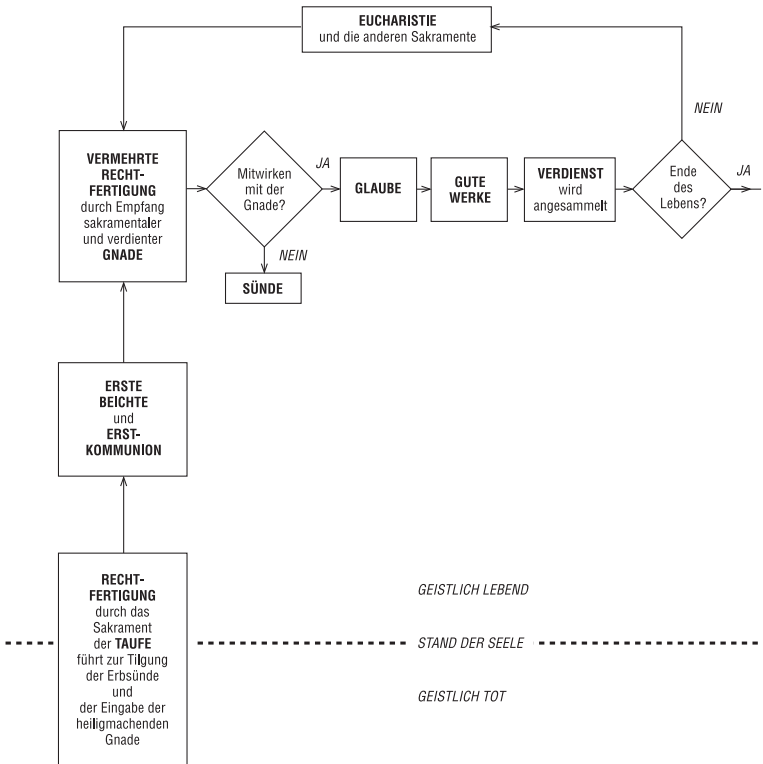 EUCHARISTIE
und die anderen Sakramente
NEIN
VERMEHRTE
RECHT-
FERTIGUNG
durch Empfang
sakramentaler
und verdienter
GNADE
Mitwirken
mit der
Gnade?
JA
NEIN
SÜNDE
GLAUBE
GUTE
WERKE
VERDIENST
wird
angesammelt
Ende
des
Lebens?
JA
ERSTE
BEICHTE
und
ERST-
KOMMUNION
RECHT-
FERTIGUNG
durch das
Sakrament
der TAUFE
führt zur Tilgung
der Erbsünde
und
der Eingabe der
heiligmachenden
Gnade
GEISTLICH LEBEND
STAND DER SEELE
GEISTLICH TOT